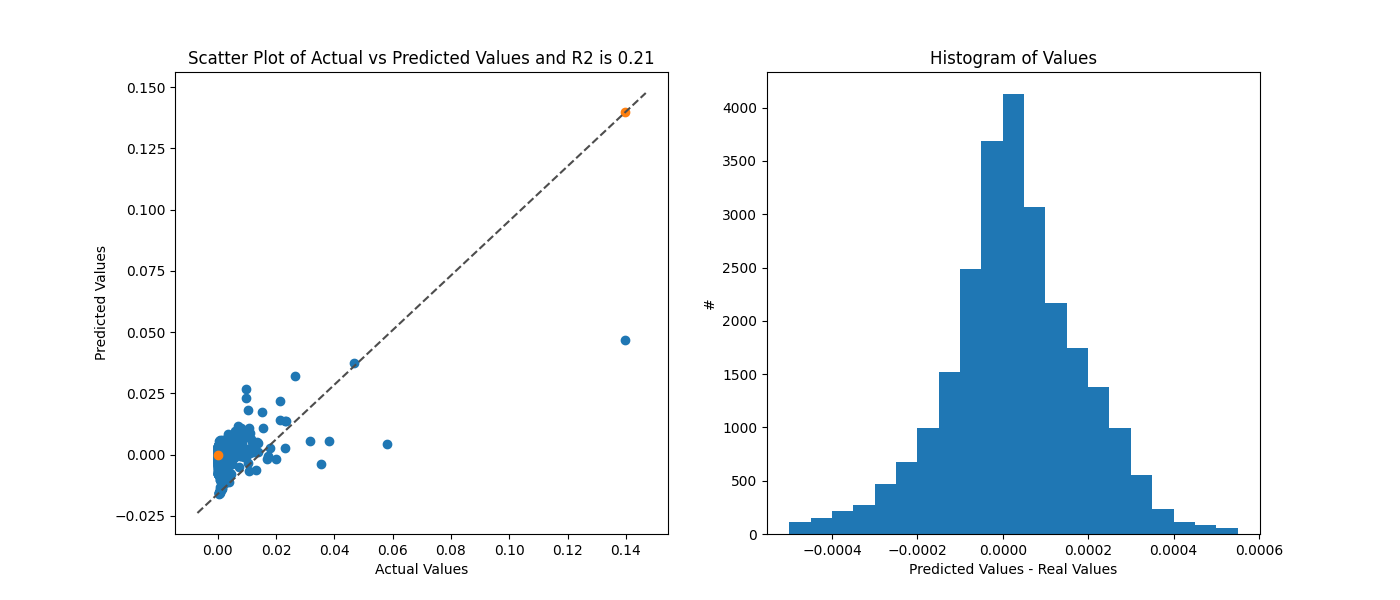 Scatter Plot of Actual vs Predicted Values and R2 is 0.21
0.150
0.125
0.100
0.075
0.050
0.025
0.000
−0.025
Predicted Values
0.00 0.02 0.04 0.06 0.08 0.10 0.12 0.14
Actual Values
Histogram of Values
4000
3500
3000
2500
2000
1500
1000
500
0
#
−0.0004 −0.0002 0.0000 0.0002 0.0004 0.0006
Predicted Values - Real Values